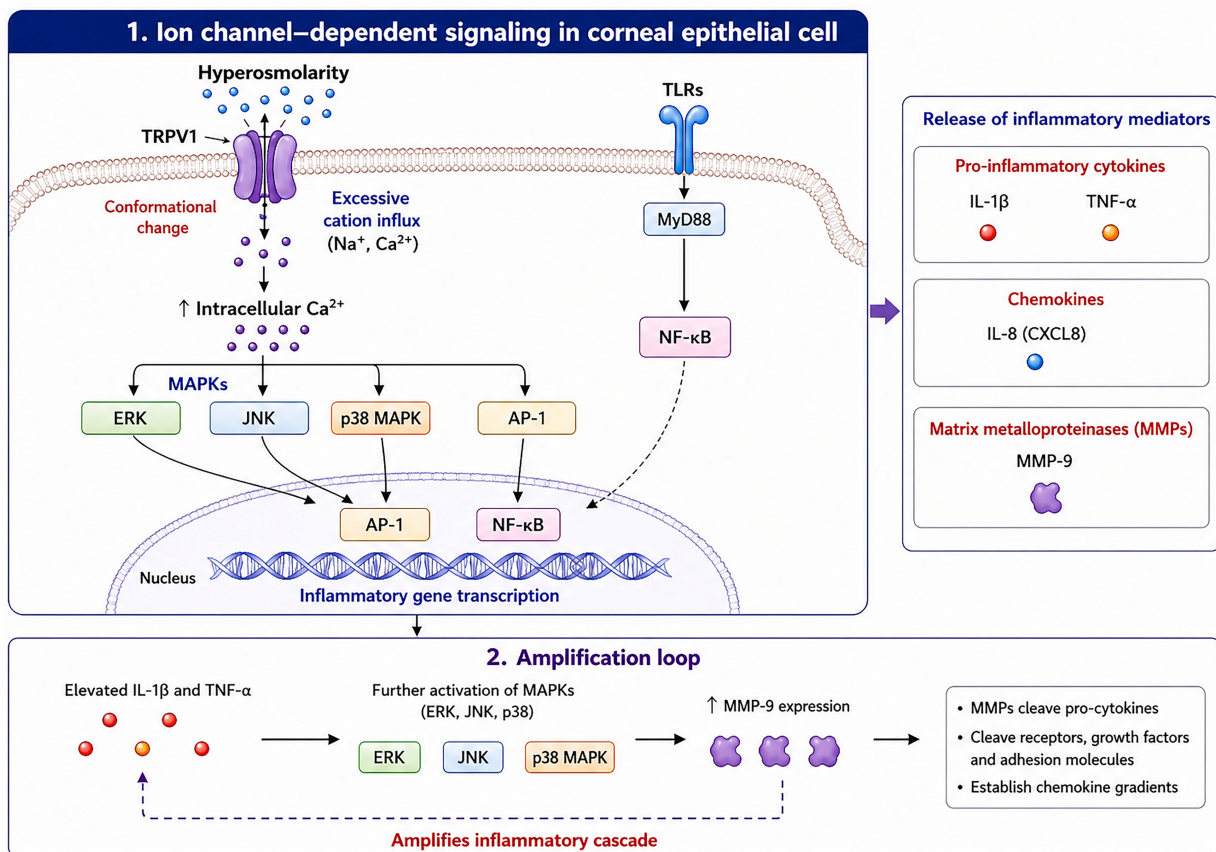 1. Ion channel–dependent signaling in corneal epithelial cell
Hyperosmolarity
TRPV1
Conformational
change
Excessive
cation influx
(Na⁺, Ca²⁺)
↑ Intracellular Ca²⁺
MAPKs
ERK
JNK
p38 MAPK
AP-1
TLRs
MyD88
NF-κB
AP-1
NF-κB
Nucleus
Inflammatory gene transcription
Release of inflammatory mediators
Pro-inflammatory cytokines
IL-1β
TNF-α
Chemokines
IL-8 (CXCL8)
Matrix metalloproteinases (MMPs)
MMP-9
2. Amplification loop
Elevated IL-1β and TNF-α
Further activation of MAPKs
(ERK, JNK, p38)
ERK
JNK
p38 MAPK
↑ MMP-9 expression
• MMPs cleave pro-cytokines
• Cleave receptors, growth factors
and adhesion molecules
• Establish chemokine gradients
Amplifies inflammatory cascade